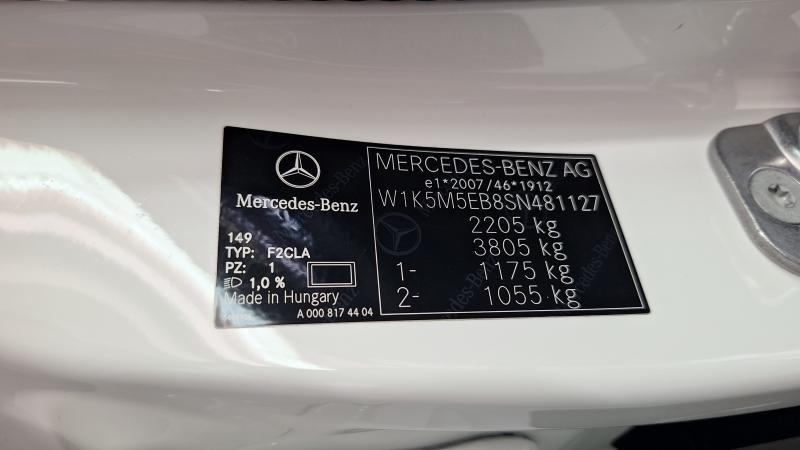 Mercedes-Benz
149
TYP: F2CLA
PZ: 1
1,0 %
Made in Hungary
A 000 817 44 04
MERCEDES-BENZ AG
e1*2007/46*1912
W1K5M5EB8SN481127
2205 kg
3805 kg
1- 1175 kg
2- 1055 kg